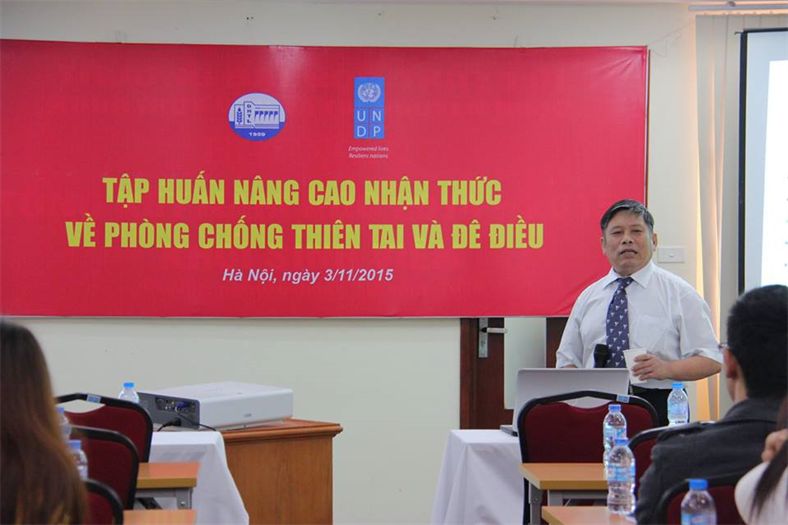 ĐHTL
1959
UN
DP
Empowered lives.
Resilient nations.
TẬP HUẤN NÂNG CAO NHẬN THỨC
VỀ PHÒNG CHỐNG THIÊN TAI VÀ ĐÊ ĐIỀU
Hà Nội, ngày 3/11/2015